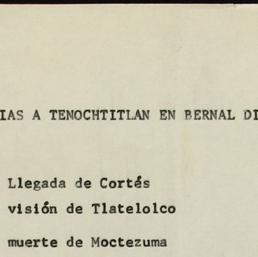 IAS A TENOCHTITLAN EN BERNAL DI
Llegada de Cortés
visión de Tlatelolco
muerte de Moctezuma